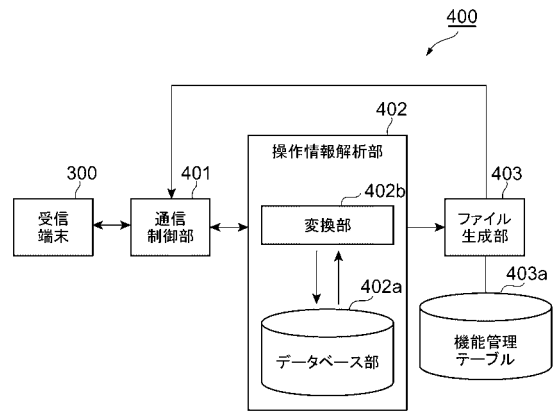 400
402
操作情報解析部
300
401
402b
403
受信
端末
通信
制御部
変換部
ファイル
生成部
402a
403a
データベース部
機能管理
テーブル